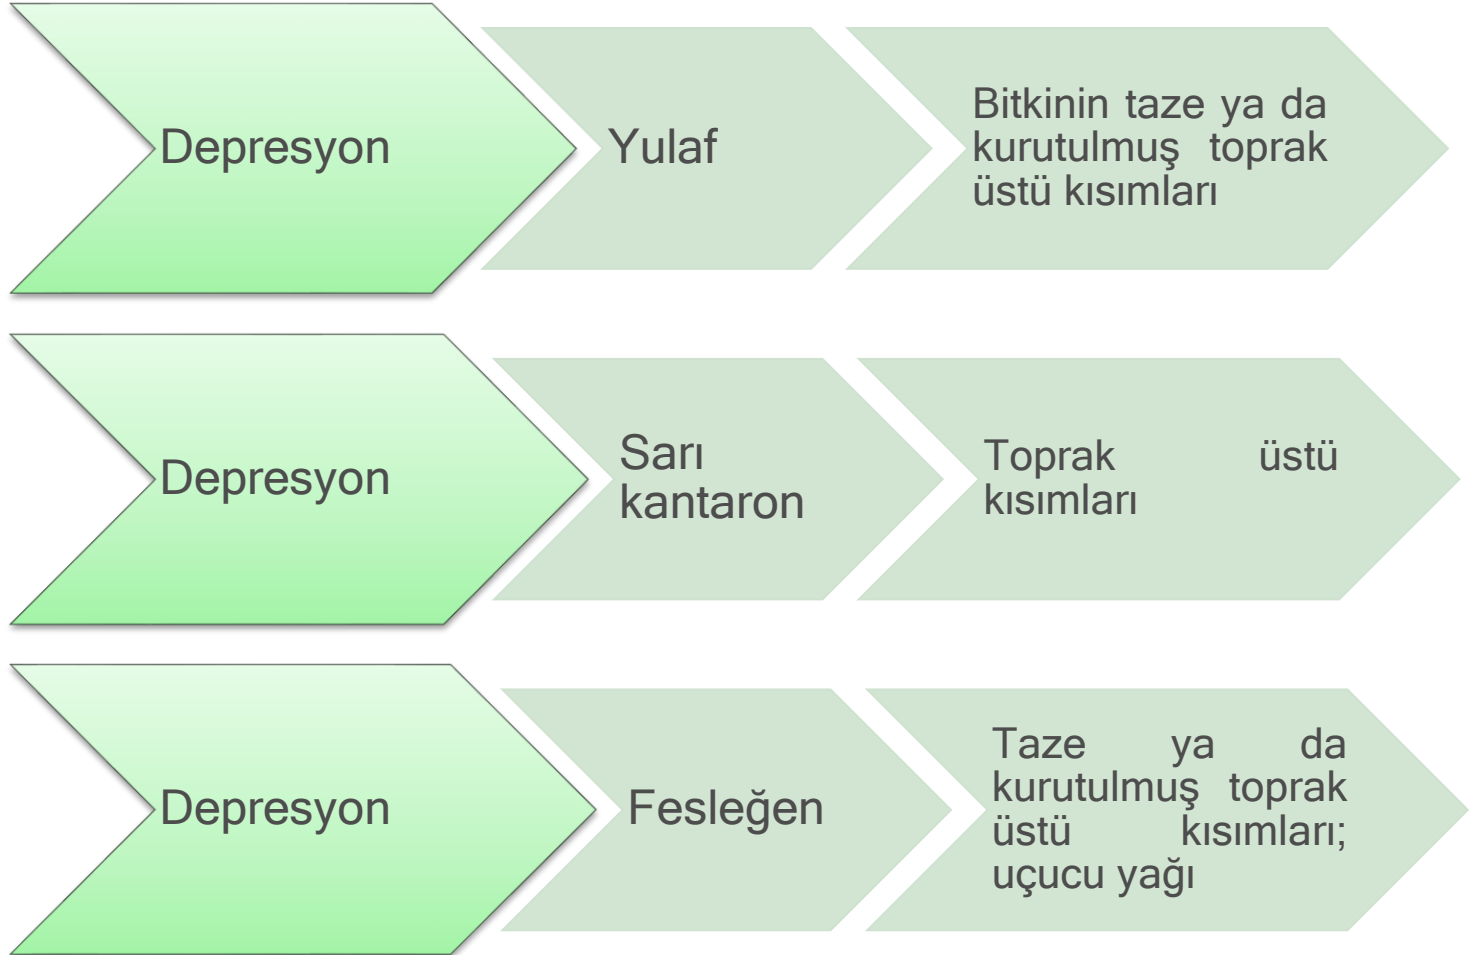 Depresyon
Yulaf
Bitkinin taze ya da
kurutulmuş toprak
üstü kısımları
Depresyon
Sarı
kantaron
Toprak üstü
kısımları
Depresyon
Fesleğen
Taze ya da
kurutulmuş toprak
üstü kısımları;
uçucu yağı